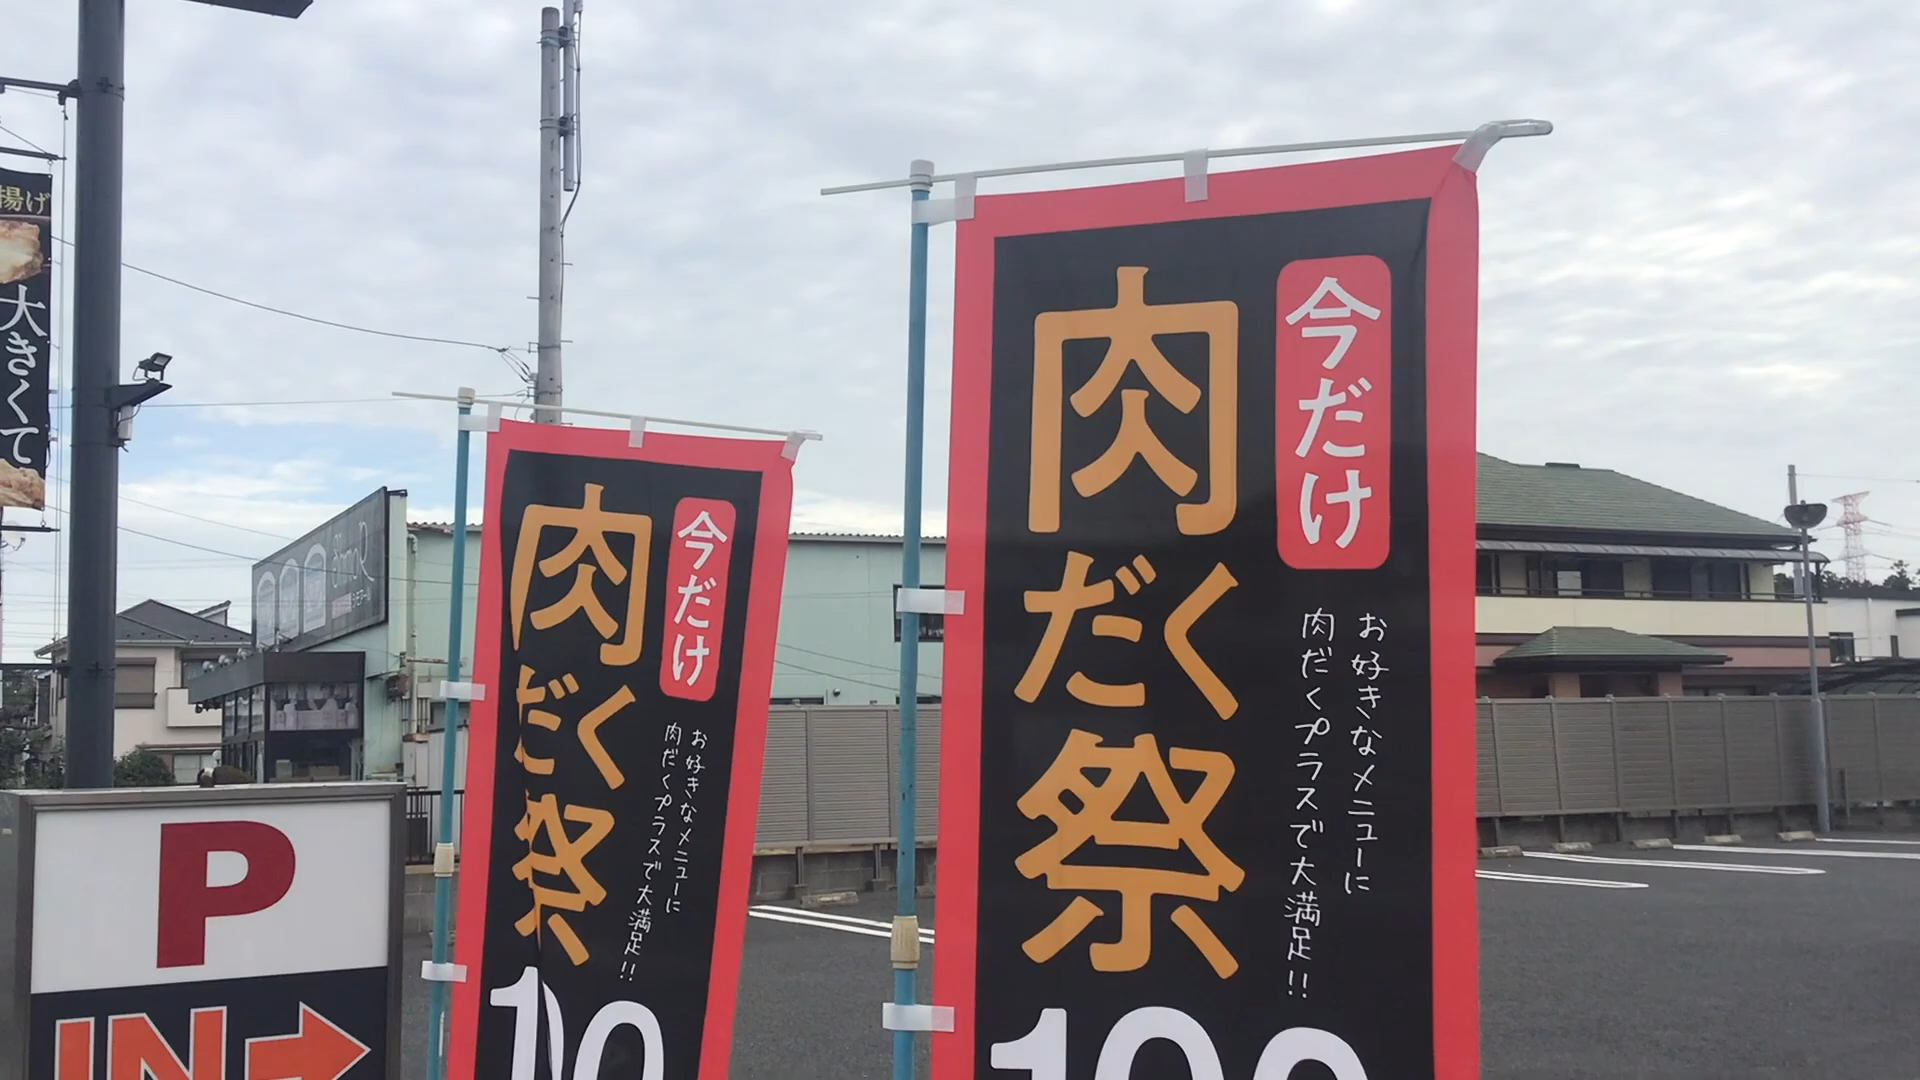 揚げ
大きくて
P
IN
今だけ
肉だく祭
お好きなメニューに
肉だくプラスで大満足!!
今だけ
肉だく祭
お好きなメニューに
肉だくプラスで大満足!!